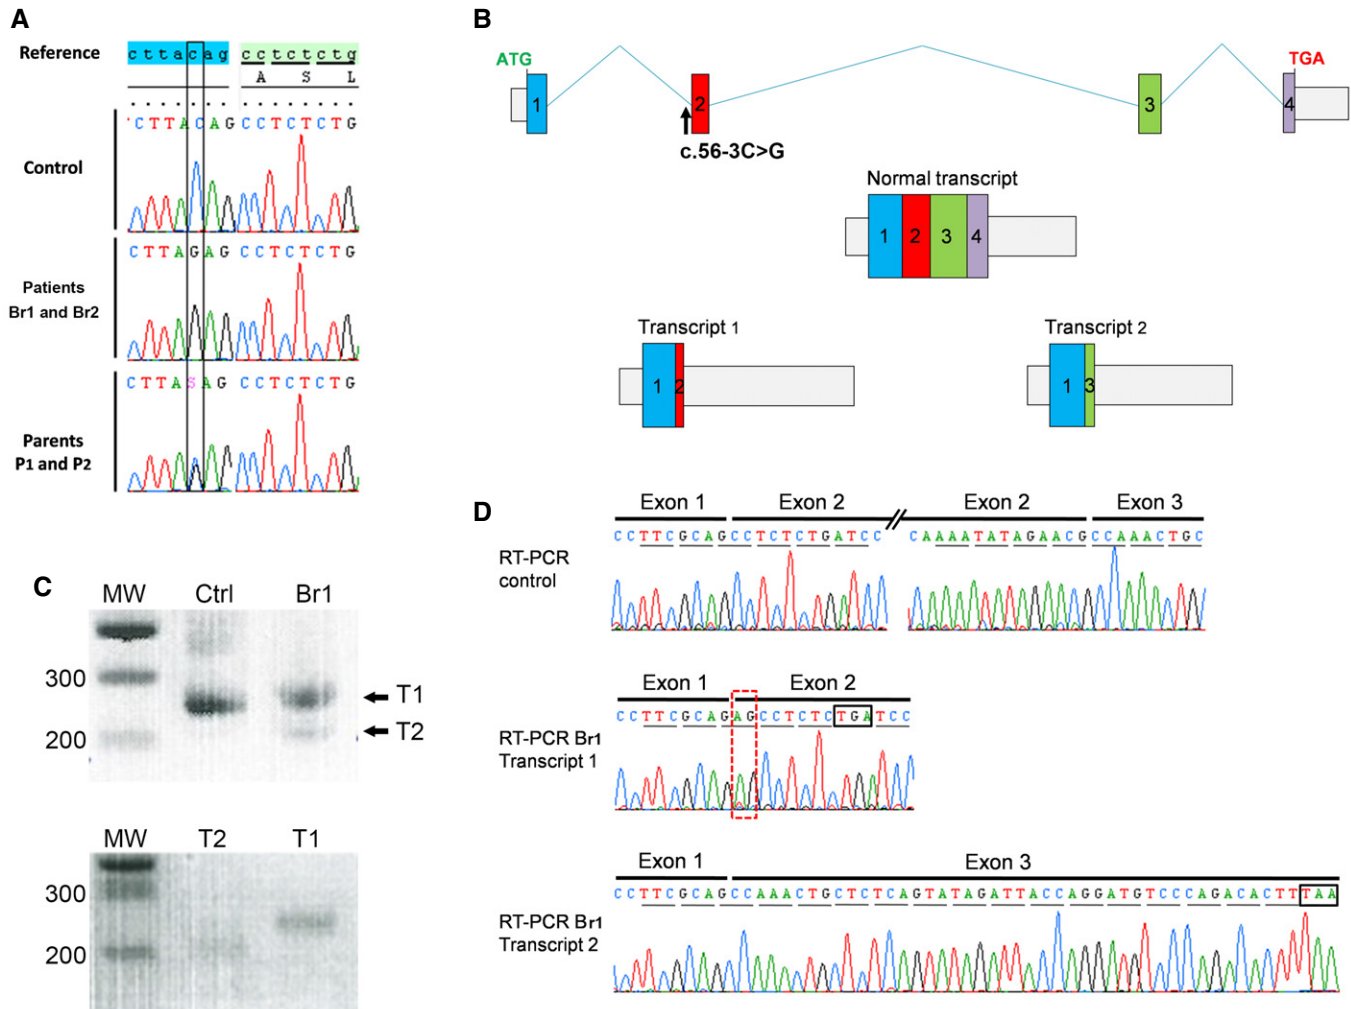 A
Reference
cttacag cctctctg
A S L
CTTACAG CCTCTCTG
Control
CTTAGAG CCTCTCTG
Patients
Br1 and Br2
CTTASAG CCTCTCTG
Parents
P1 and P2
B
ATG
TGA
1
2
3
4
c.56-3C>G
Normal transcript
1 2 3 4
Transcript 1
1 2
Transcript 2
1 3
C
MW Ctrl Br1
300
200
T1
T2
MW T2 T1
300
200
D
Exon 1 Exon 2 Exon 2 Exon 3
CCTTCGCAGCCTCTCTGATCC CAAAATATAGAACGCCAAACTGC
RT-PCR
control
Exon 1 Exon 2
CCTTCGCAGAGCCTCTCTGATCC
RT-PCR Br1
Transcript 1
Exon 1 Exon 3
CCTTCGCAGCCAAACTGCTCTCAGTATAGATTACCAGGATGTCCCAGACACTTTAA
RT-PCR Br1
Transcript 2